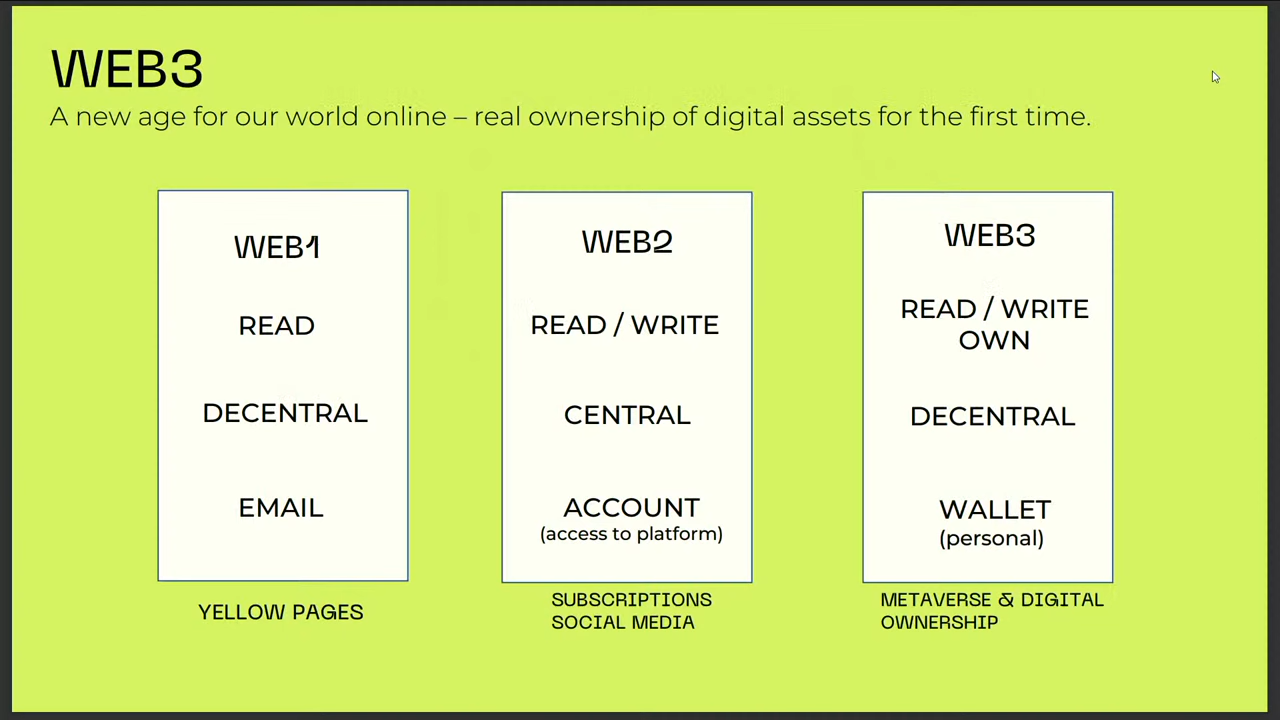 WEB3
A new age for our world online – real ownership of digital assets for the first time.
WEB1
READ
DECENTRAL
EMAIL
YELLOW PAGES
WEB2
READ / WRITE
CENTRAL
ACCOUNT
(access to platform)
SUBSCRIPTIONS
SOCIAL MEDIA
WEB3
READ / WRITE
OWN
DECENTRAL
WALLET
(personal)
METAVERSE & DIGITAL
OWNERSHIP